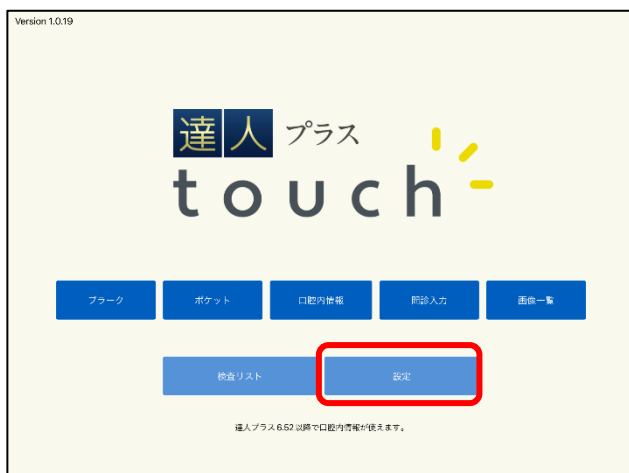 Version 1.0.19
達人プラス
touch
プラーク
ポケット
口腔内情報
問診入力
画像一覧
検査リスト
設定
達人プラス 6.52 以降で口腔内情報が使えます。